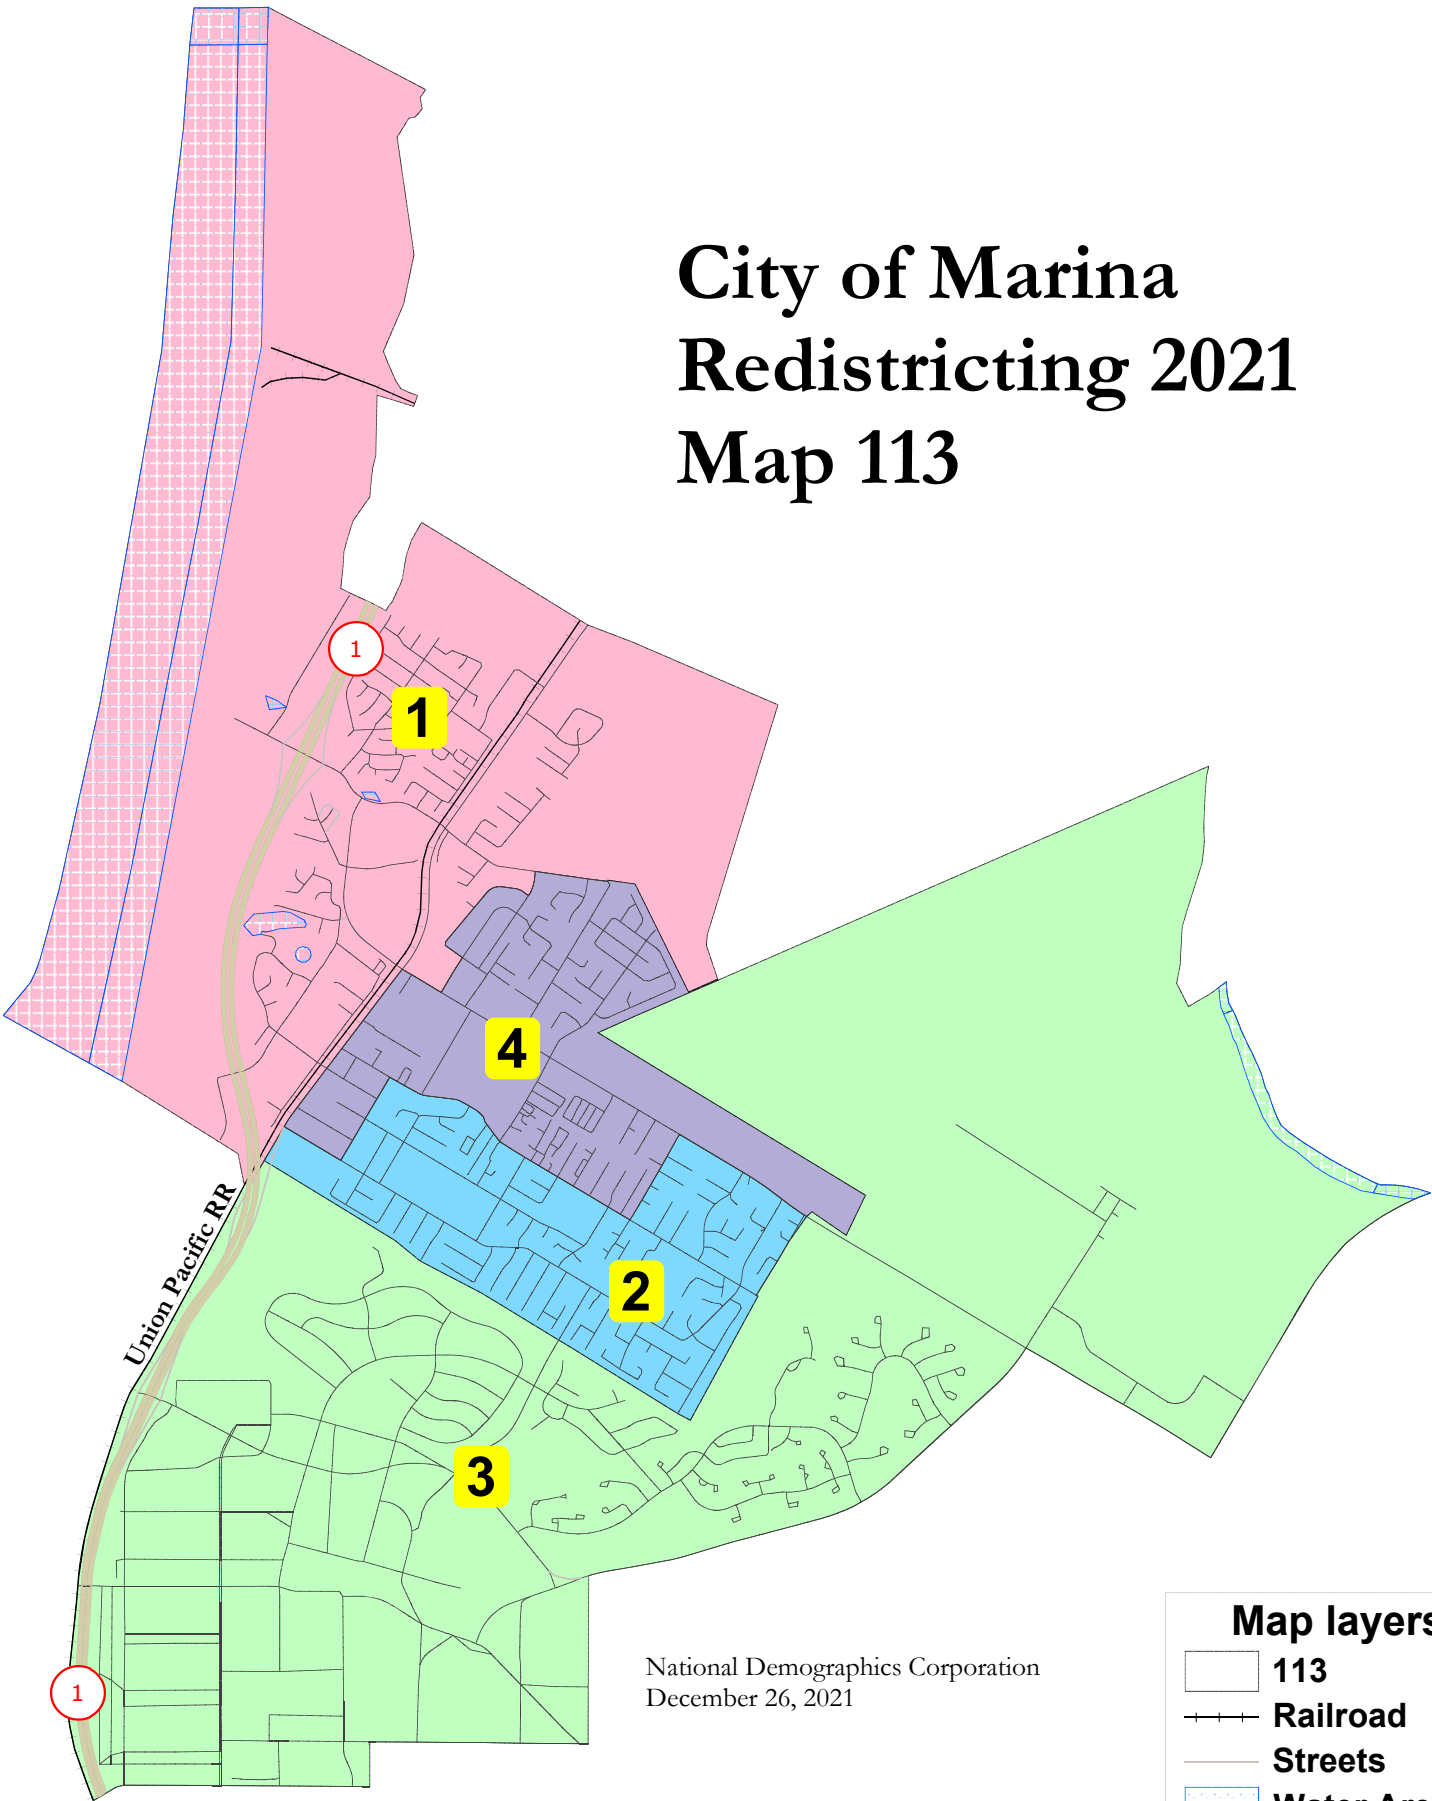 City of Marina
Redistricting 2021
Map 113
1
1
4
2
Union Pacific RR
3
1
National Demographics Corporation
December 26, 2021
Map layers
113
Railroad
Streets
Water